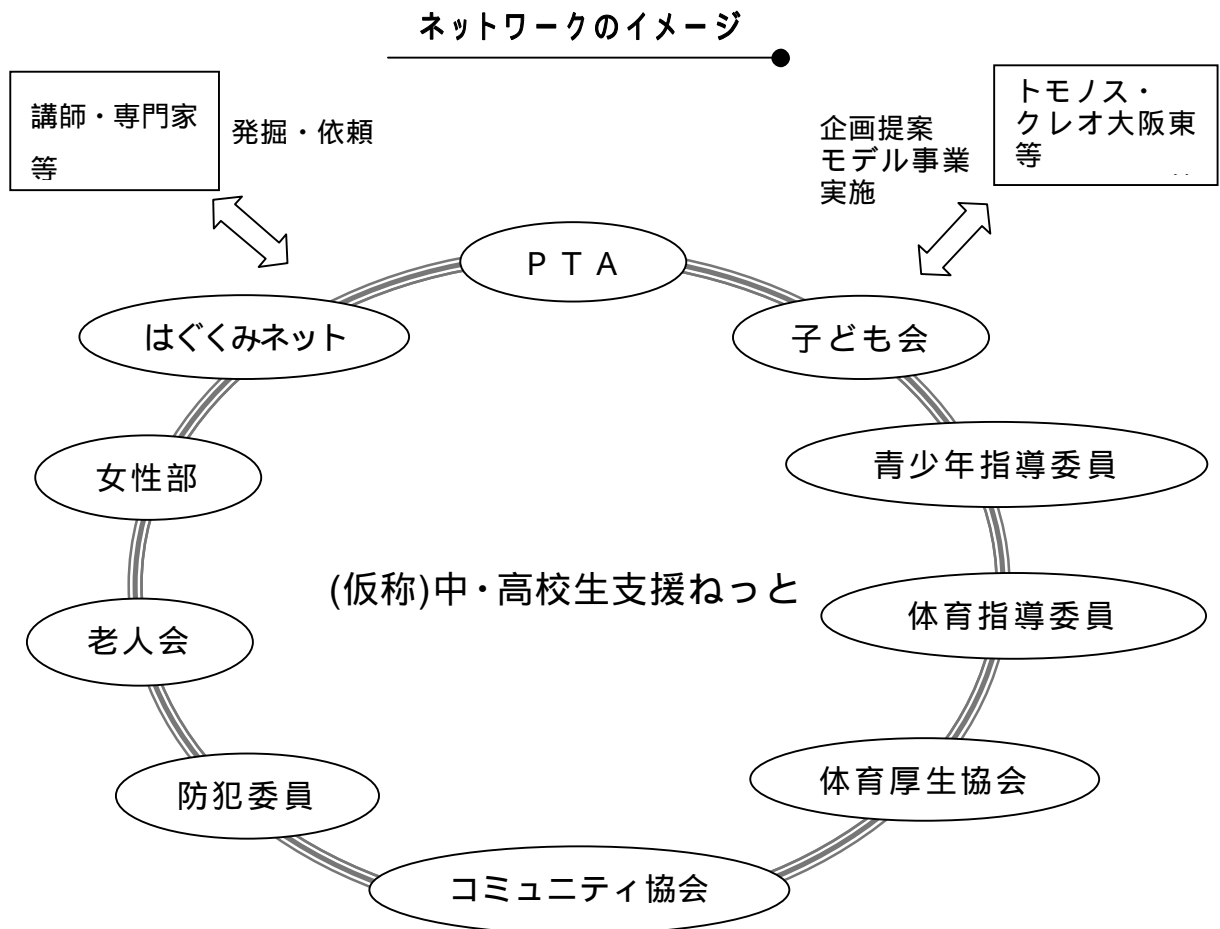 ネットワークのイメージ
講師・専門家
等
発掘・依頼
企画提案
モデル事業
実施
トモノス・
クレオ大阪東
等
ＰＴＡ
はぐくみネット
子ども会
女性部
青少年指導委員
(仮称)中・高校生支援ねっと
体育指導委員
老人会
体育厚生協会
防犯委員
コミュニティ協会